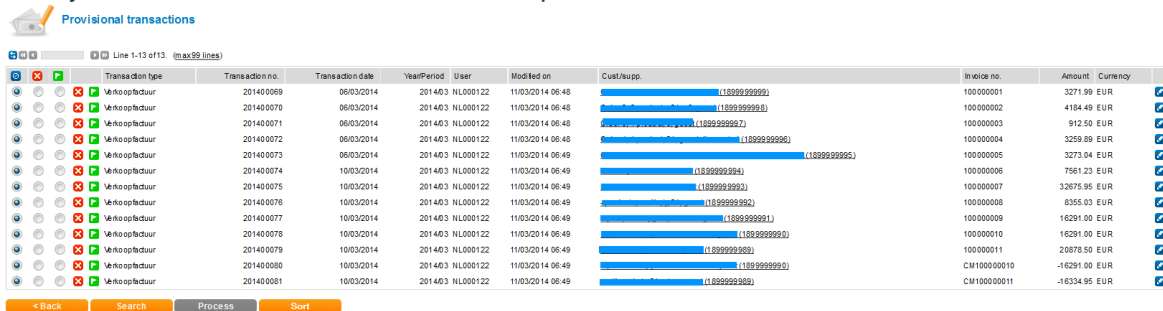 Provisional transactions
Line 1-13 of 13. (max 99 lines)
Transaction type Transaction no. Transaction date Year/Period User Modified on Cust./supp. Invoice no. Amount Currency
Verkoopfactuur 201400069 06/03/2014 2014/03 NL000122 11/03/2014 06:48 (1899999999) 100000001 3271.99 EUR
Verkoopfactuur 201400070 06/03/2014 2014/03 NL000122 11/03/2014 06:48 (1899999998) 100000002 4184.49 EUR
Verkoopfactuur 201400071 06/03/2014 2014/03 NL000122 11/03/2014 06:48 (1899999997) 100000003 912.50 EUR
Verkoopfactuur 201400072 06/03/2014 2014/03 NL000122 11/03/2014 06:48 (1899999996) 100000004 3259.89 EUR
Verkoopfactuur 201400073 06/03/2014 2014/03 NL000122 11/03/2014 06:49 (1899999995) 100000005 3273.04 EUR
Verkoopfactuur 201400074 10/03/2014 2014/03 NL000122 11/03/2014 06:49 (1899999994) 100000006 7561.23 EUR
Verkoopfactuur 201400075 10/03/2014 2014/03 NL000122 11/03/2014 06:49 (1899999993) 100000007 32675.95 EUR
Verkoopfactuur 201400076 10/03/2014 2014/03 NL000122 11/03/2014 06:49 (1899999992) 100000008 8355.03 EUR
Verkoopfactuur 201400077 10/03/2014 2014/03 NL000122 11/03/2014 06:49 (1899999991) 100000009 16291.00 EUR
Verkoopfactuur 201400078 10/03/2014 2014/03 NL000122 11/03/2014 06:49 (1899999990) 100000010 16291.00 EUR
Verkoopfactuur 201400079 10/03/2014 2014/03 NL000122 11/03/2014 06:49 (1899999989) 100000011 20878.50 EUR
Verkoopfactuur 201400080 10/03/2014 2014/03 NL000122 11/03/2014 06:49 (1899999990) CM100000010 -16291.00 EUR
Verkoopfactuur 201400081 10/03/2014 2014/03 NL000122 11/03/2014 06:49 (1899999989) CM100000011 -16334.95 EUR
< Back Search Process Sort